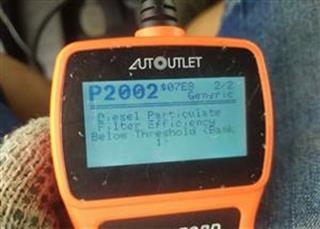 AUTOUTLET
P2002 $07E8 2/2
Generic
Diesel Particulate
Filter Efficiency
Below Threshold (Bank
1)